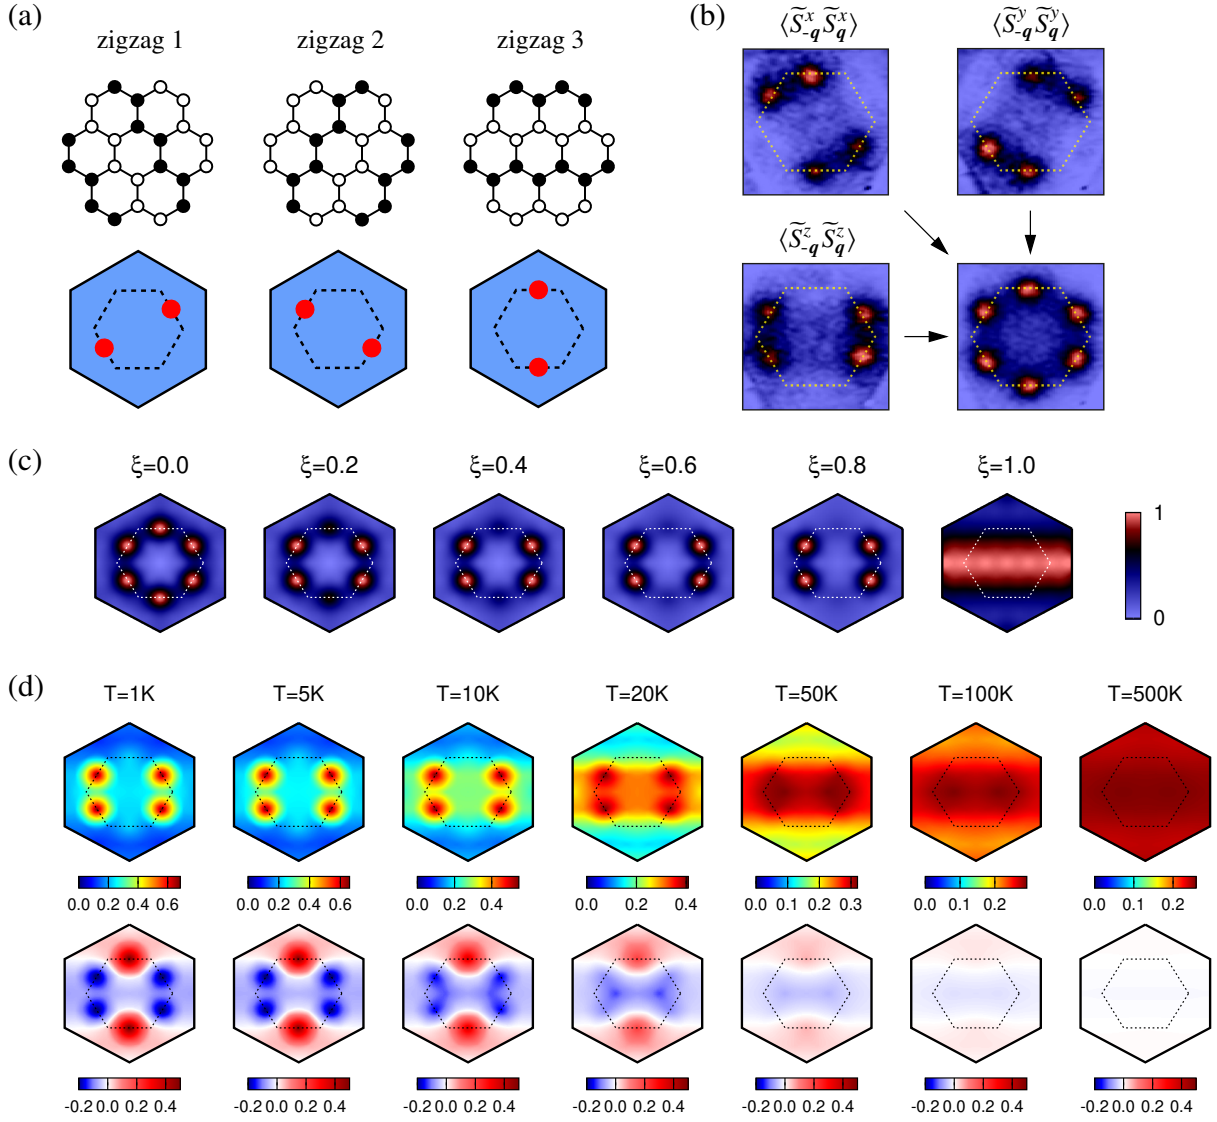 (a)
zigzag 1 zigzag 2 zigzag 3
(b)
⟨S̃ˣ₋q S̃ˣq⟩ ⟨S̃ʸ₋q S̃ʸq⟩
⟨S̃ᶻ₋q S̃ᶻq⟩
(c)
ξ=0.0 ξ=0.2 ξ=0.4 ξ=0.6 ξ=0.8 ξ=1.0
1
0
(d)
T=1K T=5K T=10K T=20K T=50K T=100K T=500K
0.0 0.2 0.4 0.6 0.0 0.2 0.4 0.6 0.0 0.2 0.4 0.0 0.2 0.4 0.0 0.1 0.2 0.3 0.0 0.1 0.2 0.0 0.1 0.2
-0.2 0.0 0.2 0.4 -0.2 0.0 0.2 0.4 -0.2 0.0 0.2 0.4 -0.2 0.0 0.2 0.4 -0.2 0.0 0.2 0.4 -0.2 0.0 0.2 0.4 -0.2 0.0 0.2 0.4